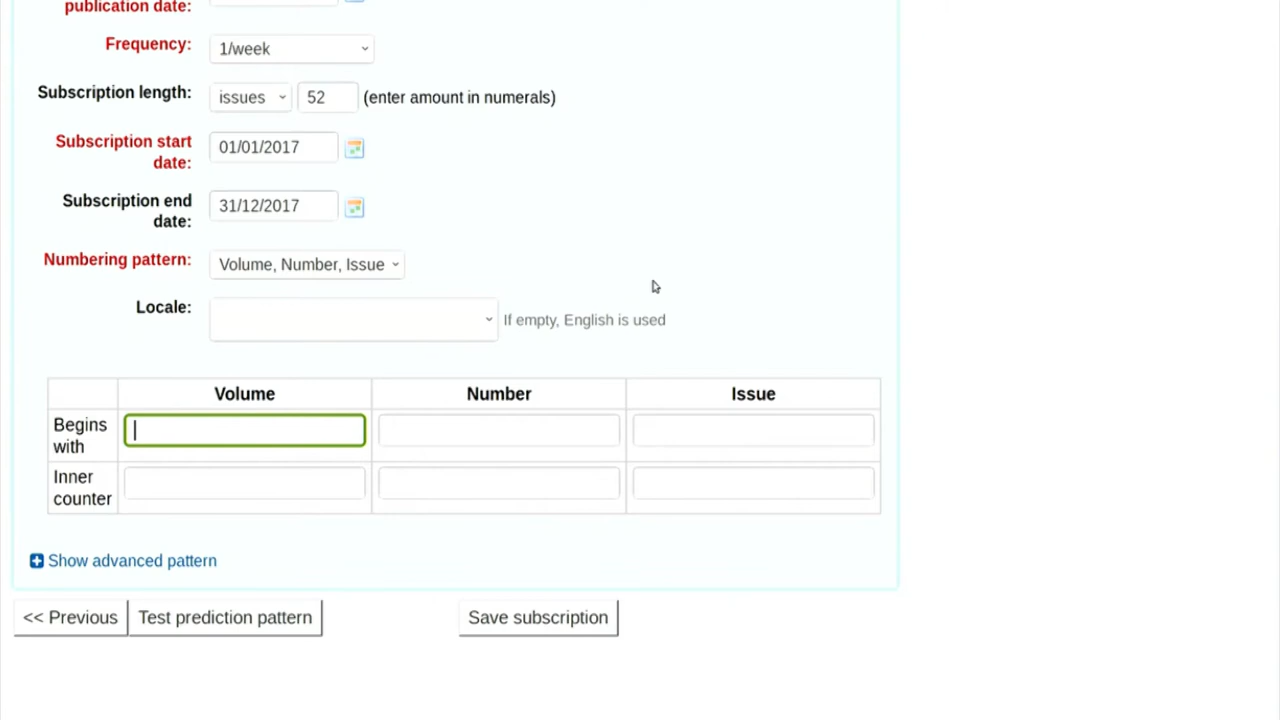 publication date:
Frequency: 1/week
Subscription length: issues 52 (enter amount in numerals)
Subscription start date: 01/01/2017
Subscription end date: 31/12/2017
Numbering pattern: Volume, Number, Issue
Locale: If empty, English is used
Volume Number Issue
Begins with
Inner counter
Show advanced pattern
<< Previous Test prediction pattern Save subscription